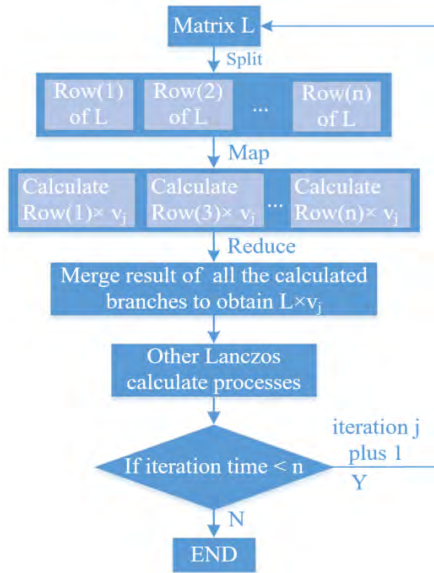 Matrix L
Split
Row(1) Row(2) Row(n)
of L of L ... of L
Map
Calculate Calculate Calculate
Row(1)× vj Row(3)× vj ... Row(n)× vj
Reduce
Merge result of all the calculated
branches to obtain L×vj
Other Lanczos
calculate processes
iteration j
plus 1
If iteration time < n
Y
N
END